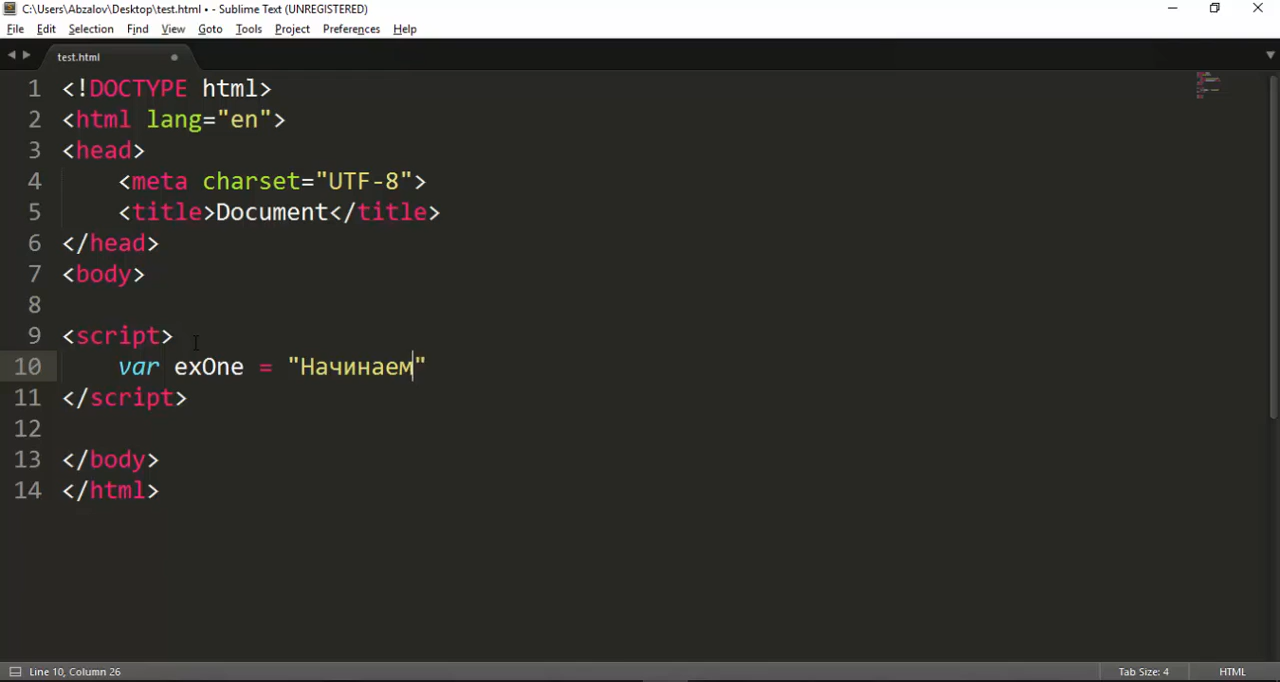 C:\Users\Abzalov\Desktop\test.html • - Sublime Text (UNREGISTERED)
File Edit Selection Find View Goto Tools Project Preferences Help
test.html
1 <!DOCTYPE html>
2 <html lang="en">
3 <head>
4 <meta charset="UTF-8">
5 <title>Document</title>
6 </head>
7 <body>
8
9 <script>
10 var exOne = "Начинаем"
11 </script>
12
13 </body>
14 </html>
Line 10, Column 26 Tab Size: 4 HTML